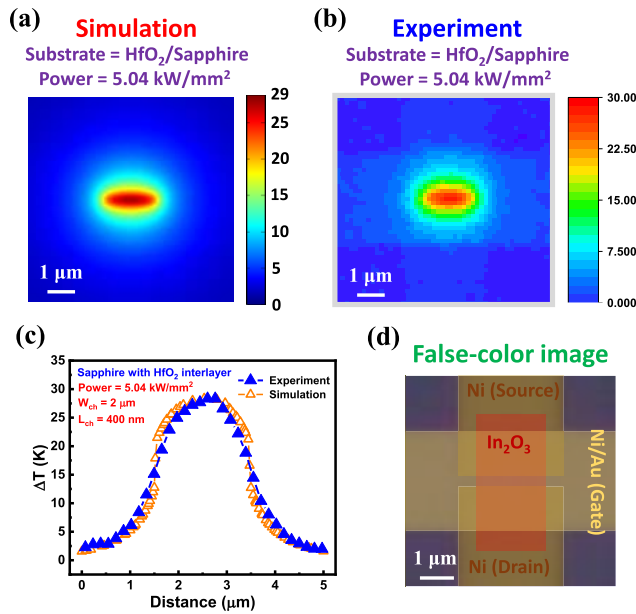 (a)
Simulation
Substrate = HfO₂/Sapphire
Power = 5.04 kW/mm²
29
25
20
15
10
5
0
1 μm
(b)
Experiment
Substrate = HfO₂/Sapphire
Power = 5.04 kW/mm²
30.00
22.50
15.00
7.500
0.000
1 μm
(c)
35
30
25
20
15
10
5
0
ΔT (K)
Sapphire with HfO₂ interlayer
Power = 5.04 kW/mm²
W_ch = 2 μm
L_ch = 400 nm
Experiment
Simulation
0 1 2 3 4 5
Distance (μm)
(d)
False-color image
Ni (Source)
In₂O₃
Ni/Au (Gate)
Ni (Drain)
1 μm